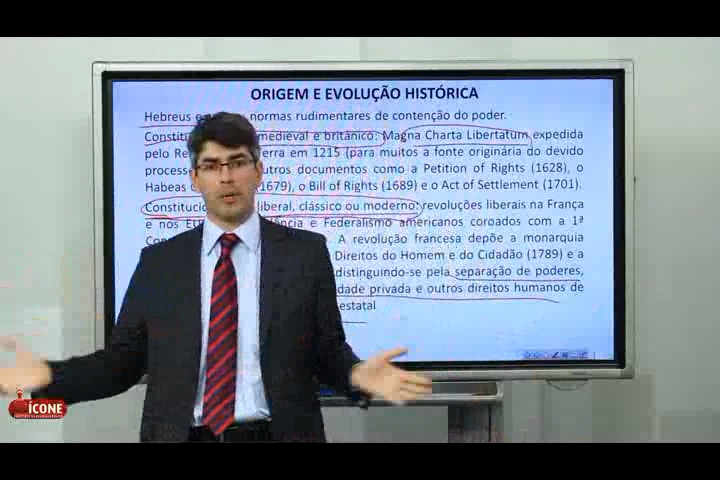 ORIGEM E EVOLUÇÃO HISTÓRICA
Hebreus e normas rudimentares de contenção do poder.
medieval e britânico: Magna Charta Libertatum expedida
pelo Re erra em 1215 (para muitos a fonte originária do devido
process utros documentos como a Petition of Rights (1628), o
Habeas 1679), o Bill of Rights (1689) e o Act of Settlement (1701).
liberal, clássico ou moderno: revoluções liberais na França
e nos ência e Federalismo americanos coroados com a 1ª
A revolução francesa depõe a monarquia
Direitos do Homem e do Cidadão (1789) e a
distinguindo-se pela separação de poderes,
dade privada e outros direitos humanos de
estatal
ÍCONE